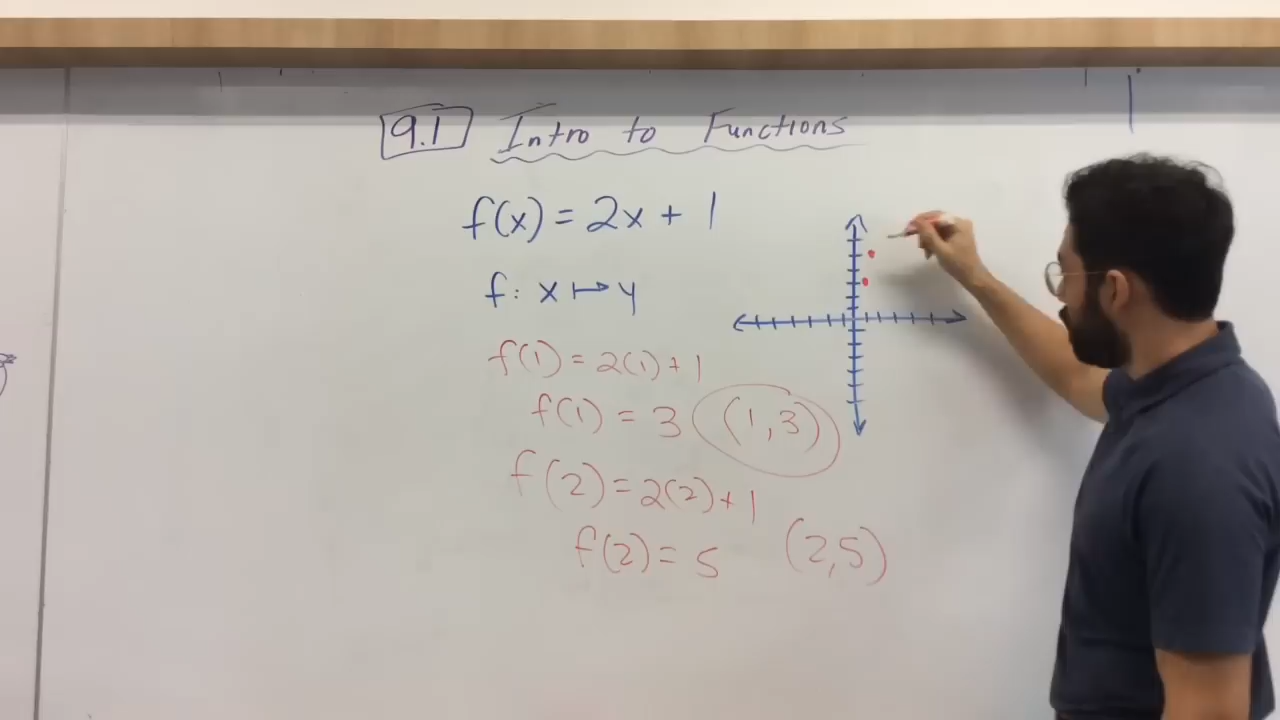 9.1 Intro to Functions
f(x) = 2x + 1
f: x ↦ y
f(1) = 2(1) + 1
f(1) = 3 (1,3)
f(2) = 2(2) + 1
f(2) = 5 (2,5)